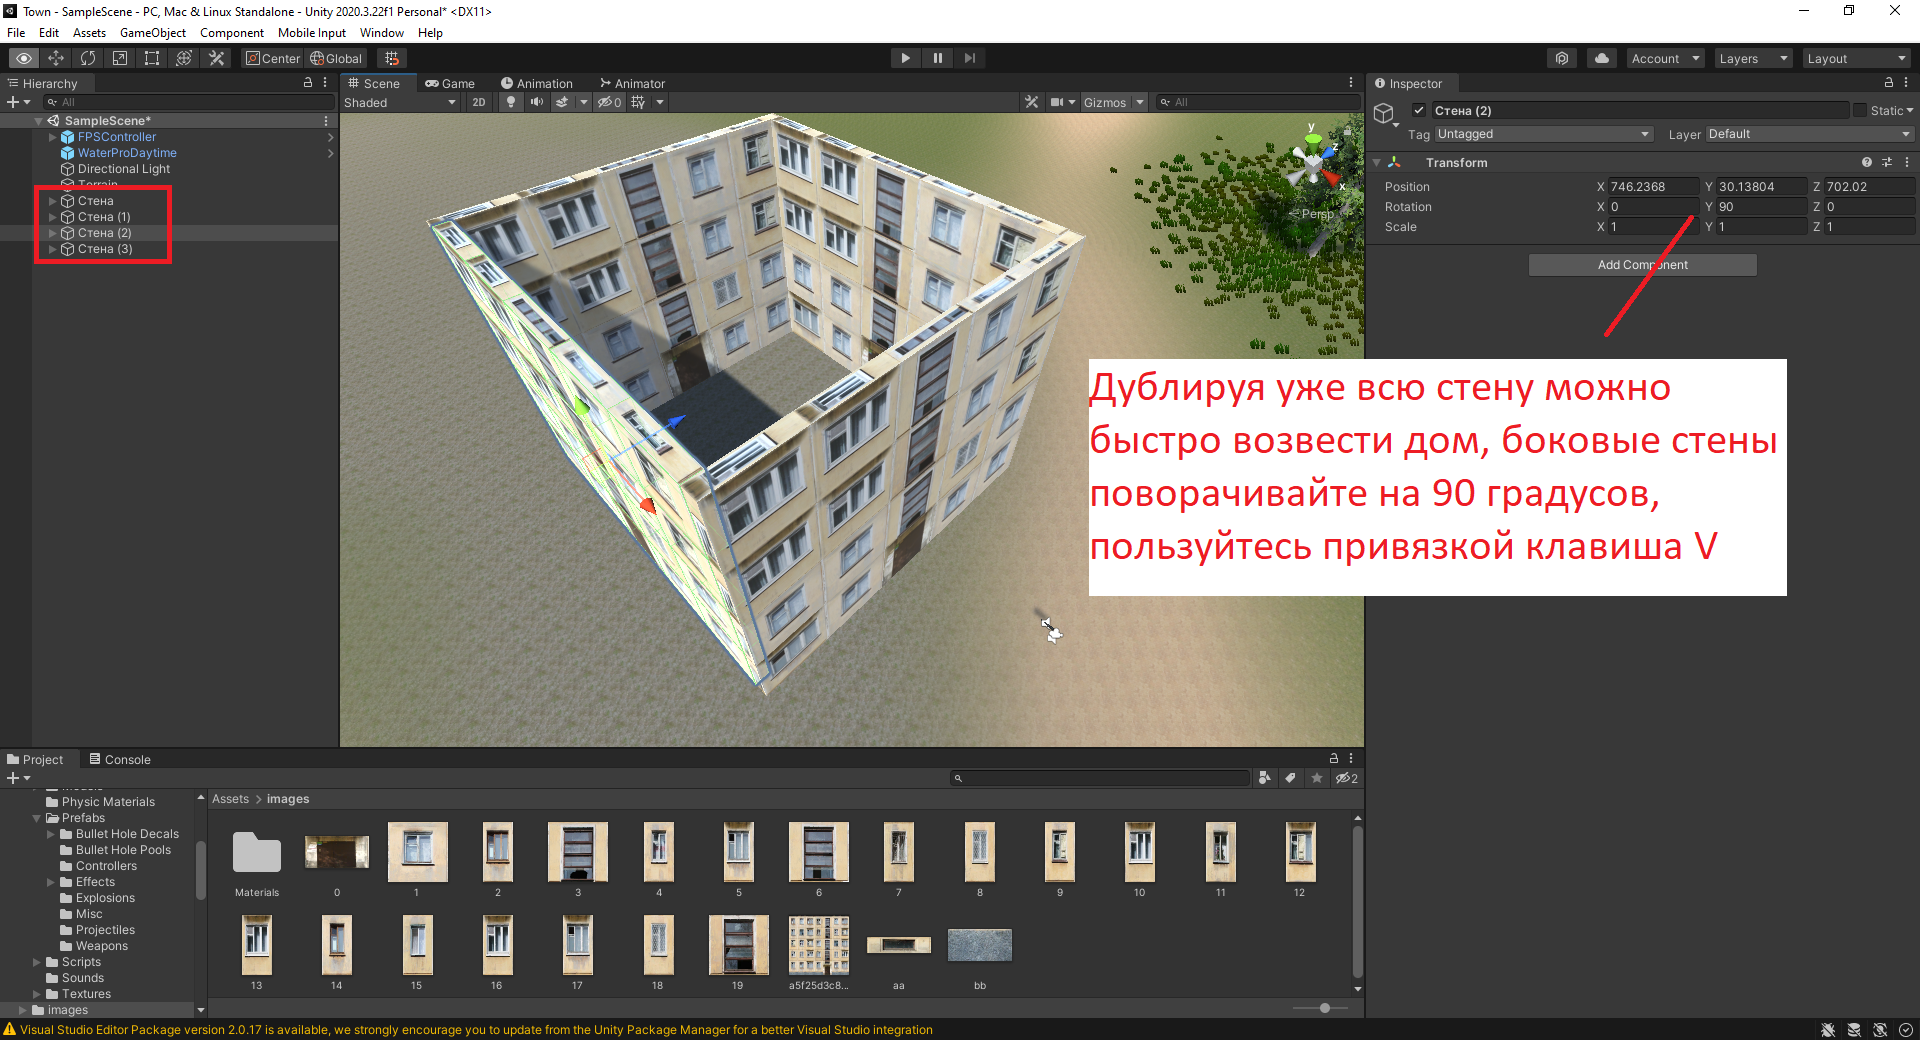 Town - SampleScene - PC, Mac & Linux Standalone - Unity 2020.3.22f1 Personal* <DX11>
File Edit Assets GameObject Component Mobile Input Window Help
Center Global Account Layers Layout
Hierarchy
All
SampleScene*
FPSController
WaterProDaytime
Directional Light
Terrain
Стена
Стена (1)
Стена (2)
Стена (3)
Scene Game Animation Animator
Shaded 2D 0 Gizmos All
y
z
x
Persp
Inspector
Стена (2) Static
Tag Untagged Layer Default
Transform
Position X 746.2368 Y 30.13804 Z 702.02
Rotation X 0 Y 90 Z 0
Scale X 1 Y 1 Z 1
Add Component
Дублируя уже всю стену можно
быстро возвести дом, боковые стены
поворачивайте на 90 градусов,
пользуйтесь привязкой клавиша V
Project Console
2
Physic Materials
Prefabs
Bullet Hole Decals
Bullet Hole Pools
Controllers
Effects
Explosions
Misc
Projectiles
Weapons
Scripts
Sounds
Textures
images
Assets > images
Materials 0 1 2 3 4 5 6 7 8 9 10 11 12
13 14 15 16 17 18 19 a5f25d3c8... aa bb
Visual Studio Editor Package version 2.0.17 is available, we strongly encourage you to update from the Unity Package Manager for a better Visual Studio integration